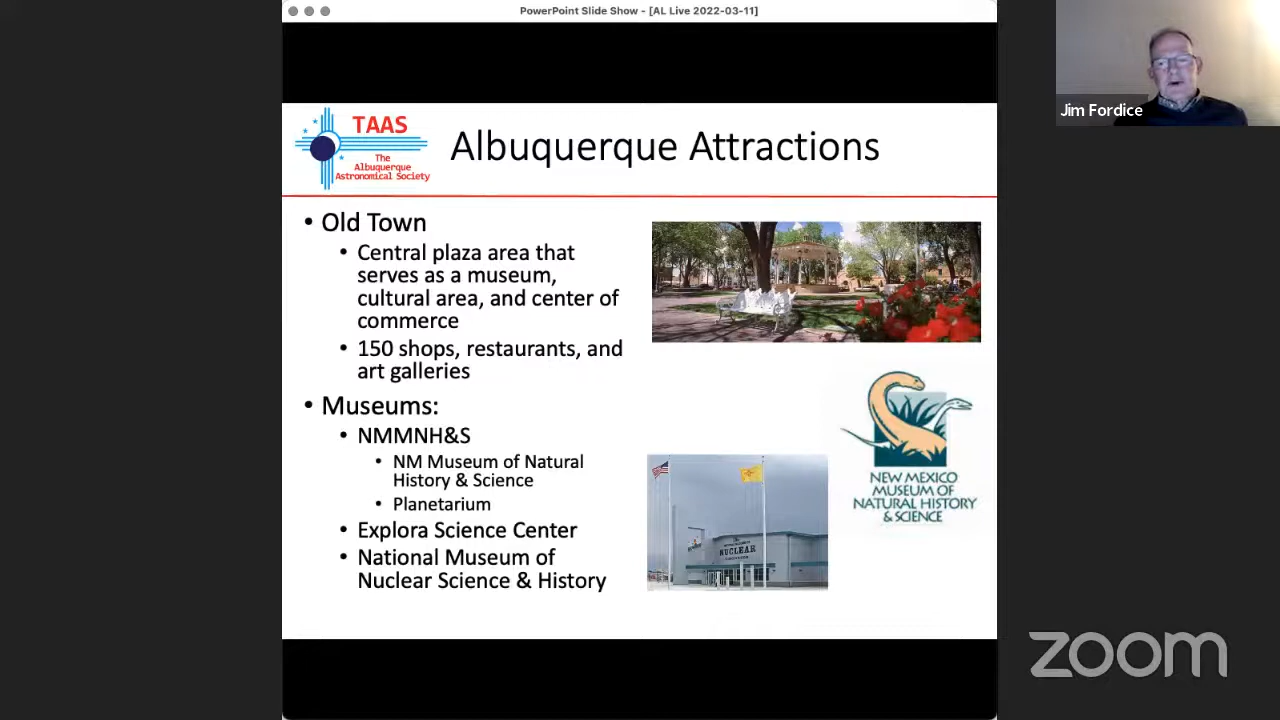 PowerPoint Slide Show - [AL Live 2022-03-11]
Jim Fordice
TAAS
The
Albuquerque
Astronomical Society
Albuquerque Attractions
• Old Town
• Central plaza area that
serves as a museum,
cultural area, and center of
commerce
• 150 shops, restaurants, and
art galleries
• Museums:
• NMMNH&S
• NM Museum of Natural
History & Science
• Planetarium
• Explora Science Center
• National Museum of
Nuclear Science & History
NUCLEAR
NEW MEXICO
MUSEUM OF
NATURAL HISTORY
& SCIENCE
zoom